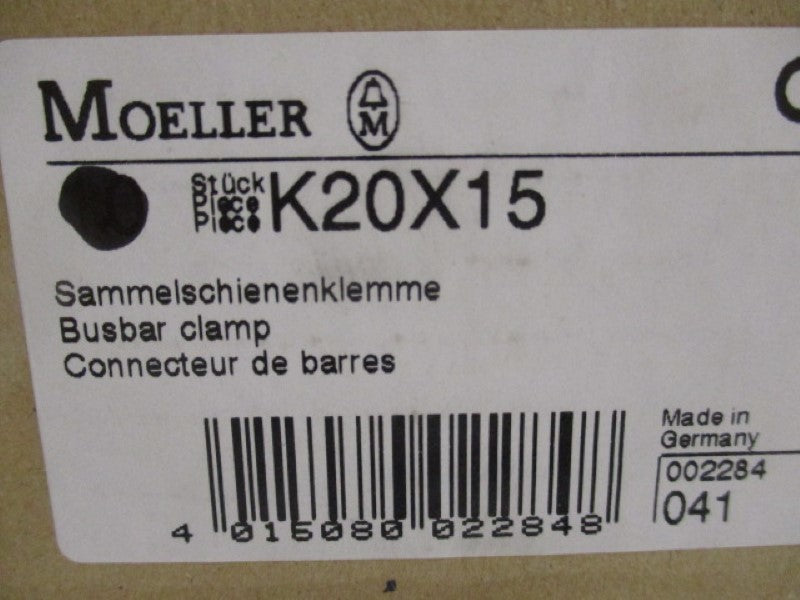 MOELLER M
Stück
Piece
Pièce
K20X15
Sammelschienenklemme
Busbar clamp
Connecteur de barres
Made in
Germany
002284
041
4 015080 022848